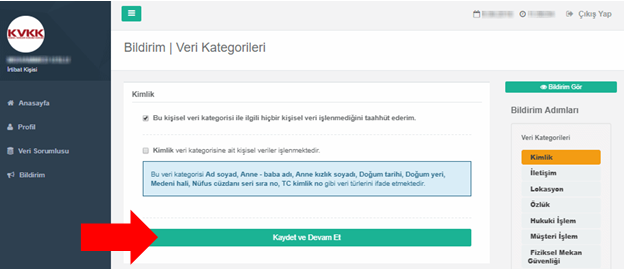 Çıkış Yap
KVKK
İrtibat Kişisi
Anasayfa
Profil
Veri Sorumlusu
Bildirim
Bildirim | Veri Kategorileri
Kimlik
Bu kişisel veri kategorisi ile ilgili hiçbir kişisel veri işlenmediğini taahhüt ederim.
Kimlik veri kategorisine ait kişisel veriler işlenmektedir.
Bu veri kategorisi Ad soyad, Anne - baba adı, Anne kızlık soyadı, Doğum tarihi, Doğum yeri,
Medeni hali, Nüfus cüzdanı seri sıra no, TC kimlik no gibi veri türlerini ifade etmektedir.
Kaydet ve Devam Et
Bildirim Gör
Bildirim Adımları
Veri Kategorileri
Kimlik
İletişim
Lokasyon
Özlük
Hukuki İşlem
Müşteri İşlem
Fiziksel Mekan
Güvenliği